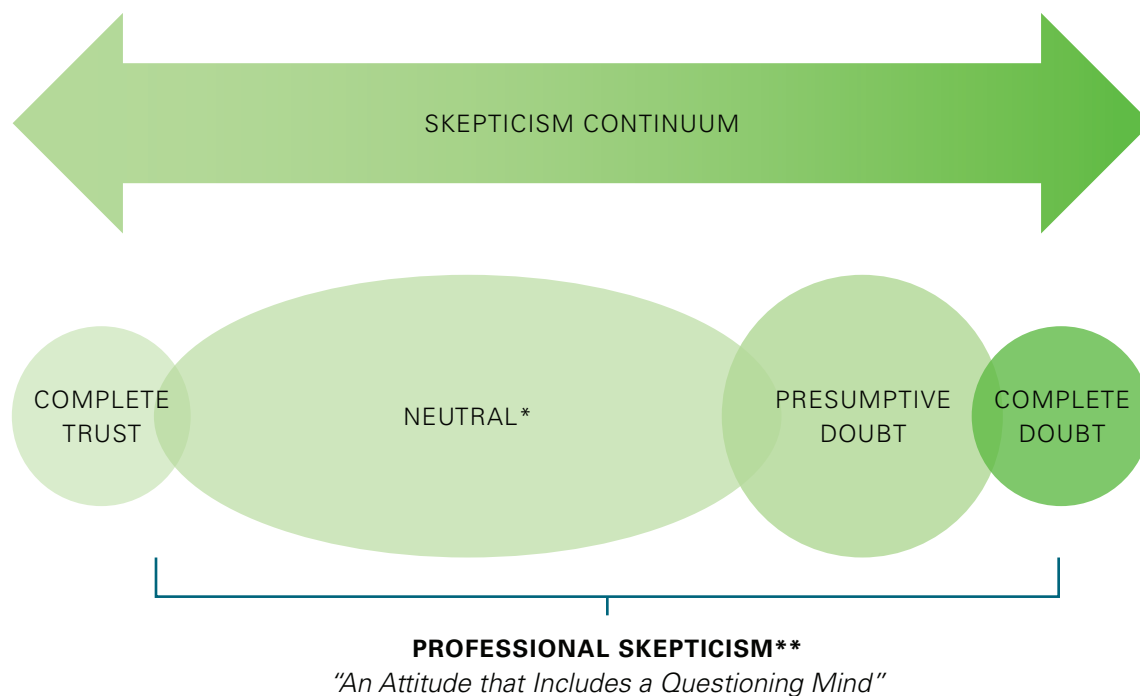 SKEPTICISM CONTINUUM
COMPLETE
TRUST
NEUTRAL*
PRESUMPTIVE
DOUBT
COMPLETE
DOUBT
PROFESSIONAL SKEPTICISM**
"An Attitude that Includes a Questioning Mind"